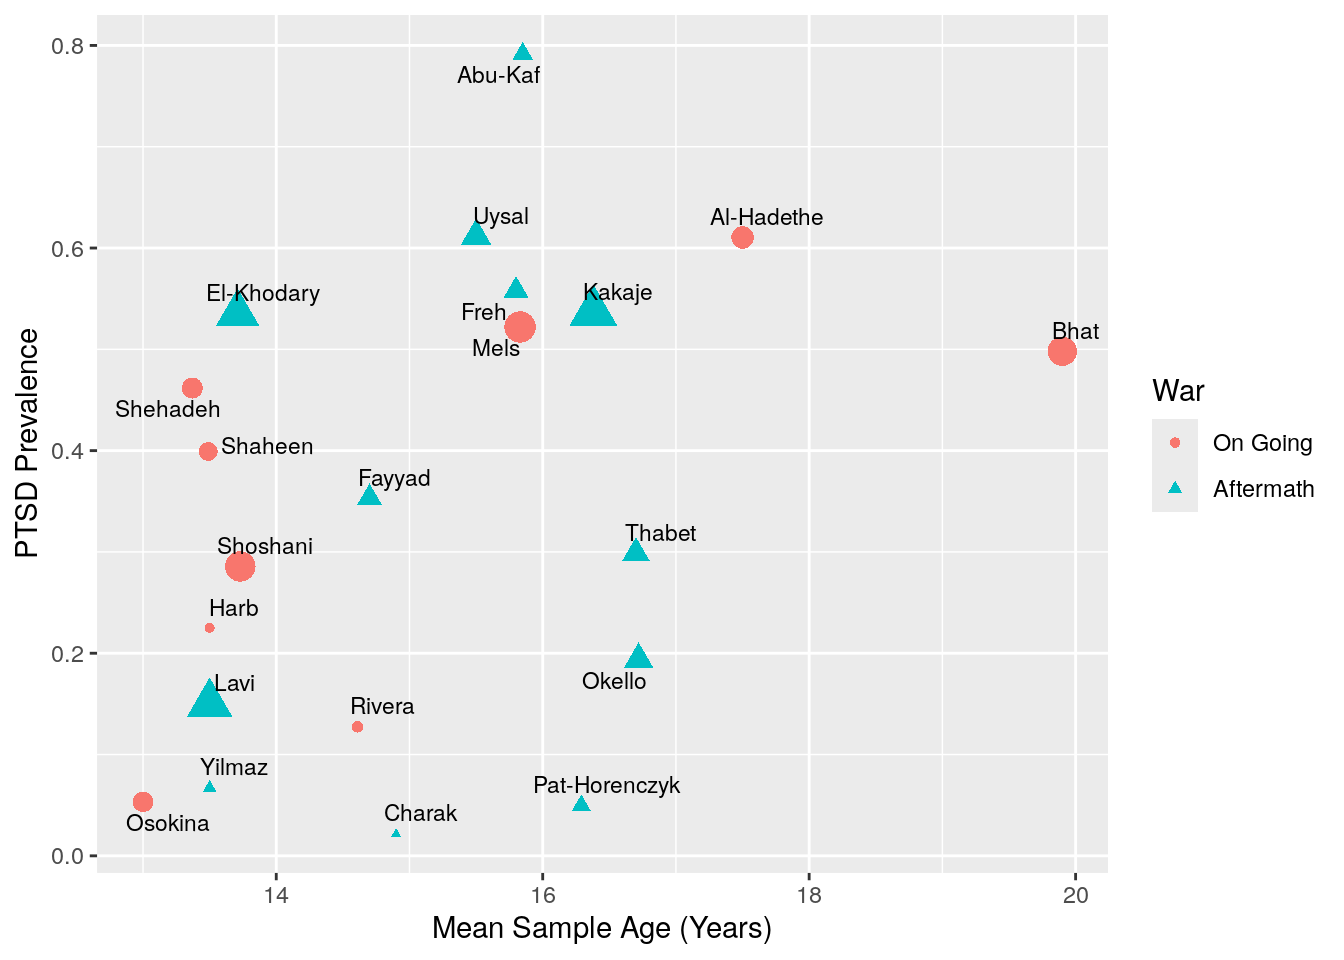 0.8
Abu-Kaf
Uysal
Al-Hadethe
0.6
El-Khodary
Kakaje
Freh
Bhat
Mels
War
Shehadeh
On Going
Shaheen
0.4
Fayyad
Aftermath
PTSD Prevalence
Thabet
Shoshani
Harb
0.2
Okello
Lavi
Rivera
Yilmaz
Pat-Horenczyk
Charak
Osokina
0.0
14 16 18 20
Mean Sample Age (Years)